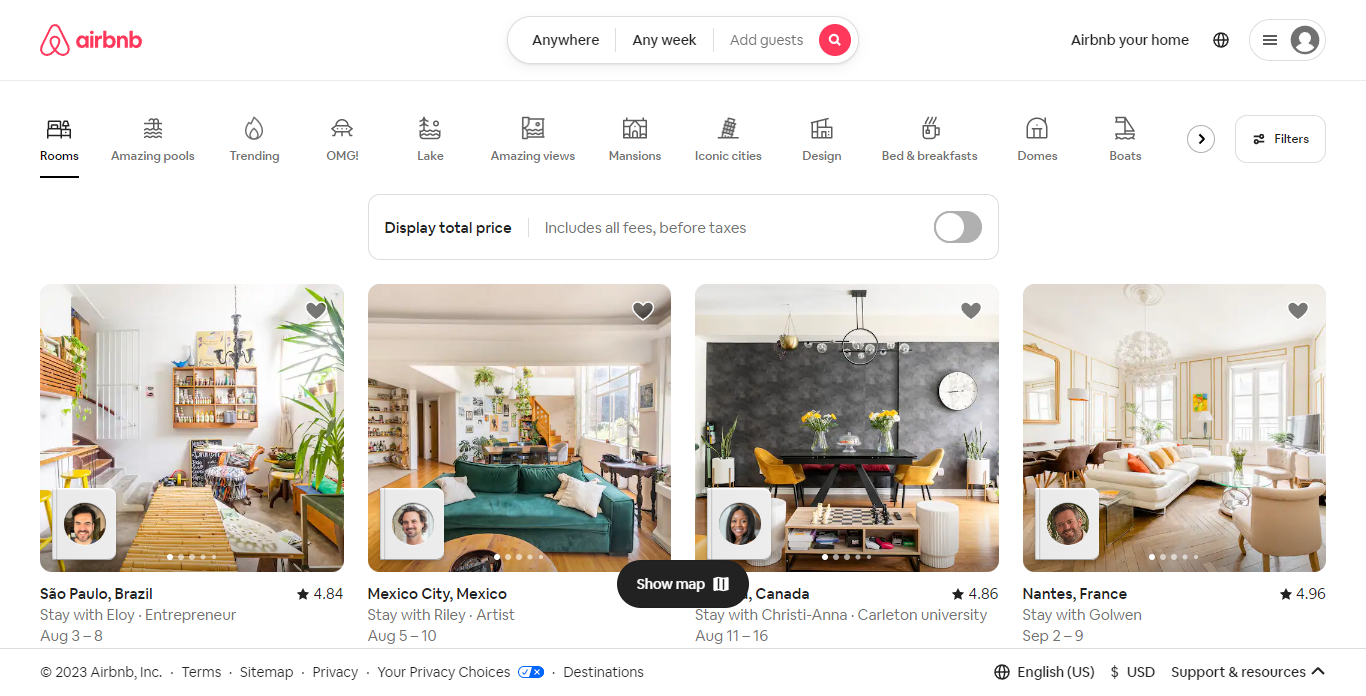 airbnb
Anywhere Any week Add guests
Airbnb your home
Rooms Amazing pools Trending OMG! Lake Amazing views Mansions Iconic cities Design Bed & breakfasts Domes Boats
Filters
Display total price Includes all fees, before taxes
São Paulo, Brazil 4.84
Stay with Eloy · Entrepreneur
Aug 3 – 8
Mexico City, Mexico
Stay with Riley · Artist
Aug 5 – 10
Show map
Canada 4.86
Stay with Christi-Anna · Carleton university
Aug 11 – 16
Nantes, France 4.96
Stay with Golwen
Sep 2 – 9
© 2023 Airbnb, Inc. · Terms · Sitemap · Privacy · Your Privacy Choices · Destinations
English (US) $ USD Support & resources